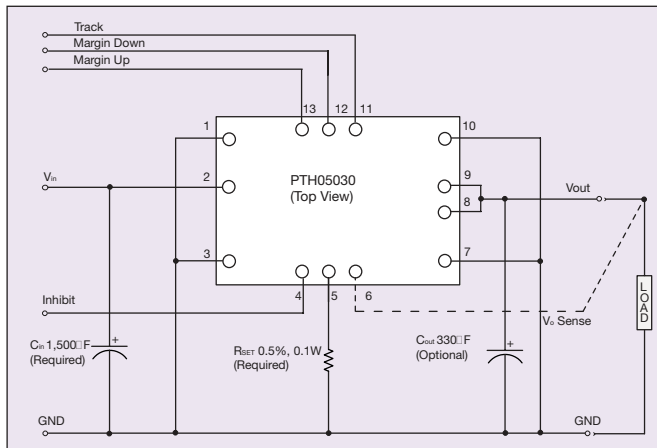 Track
Margin Down
Margin Up
13 12 11
1
10
Vin
2
PTH05030
(Top View)
9
8
Vout
3
7
Inhibit
4 5 6
Vo Sense
LOAD
Cin 1,500□F
(Required)
+
RSET 0.5%, 0.1W
(Required)
Cout 330□F
(Optional)
+
GND
GND